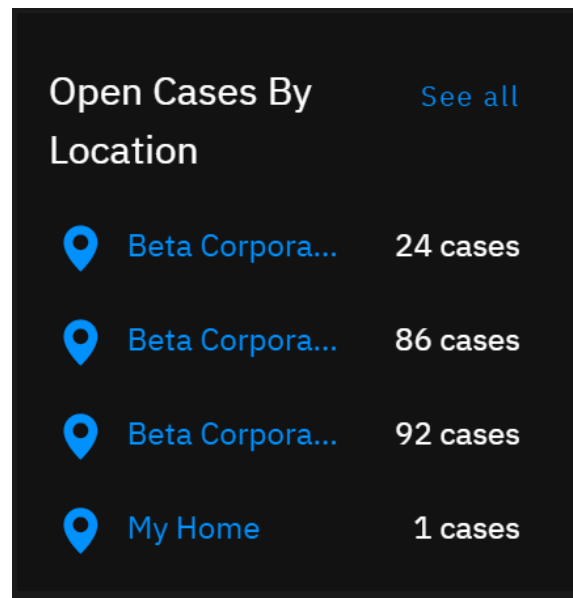 Open Cases By
Location
See all
Beta Corpora... 24 cases
Beta Corpora... 86 cases
Beta Corpora... 92 cases
My Home 1 cases